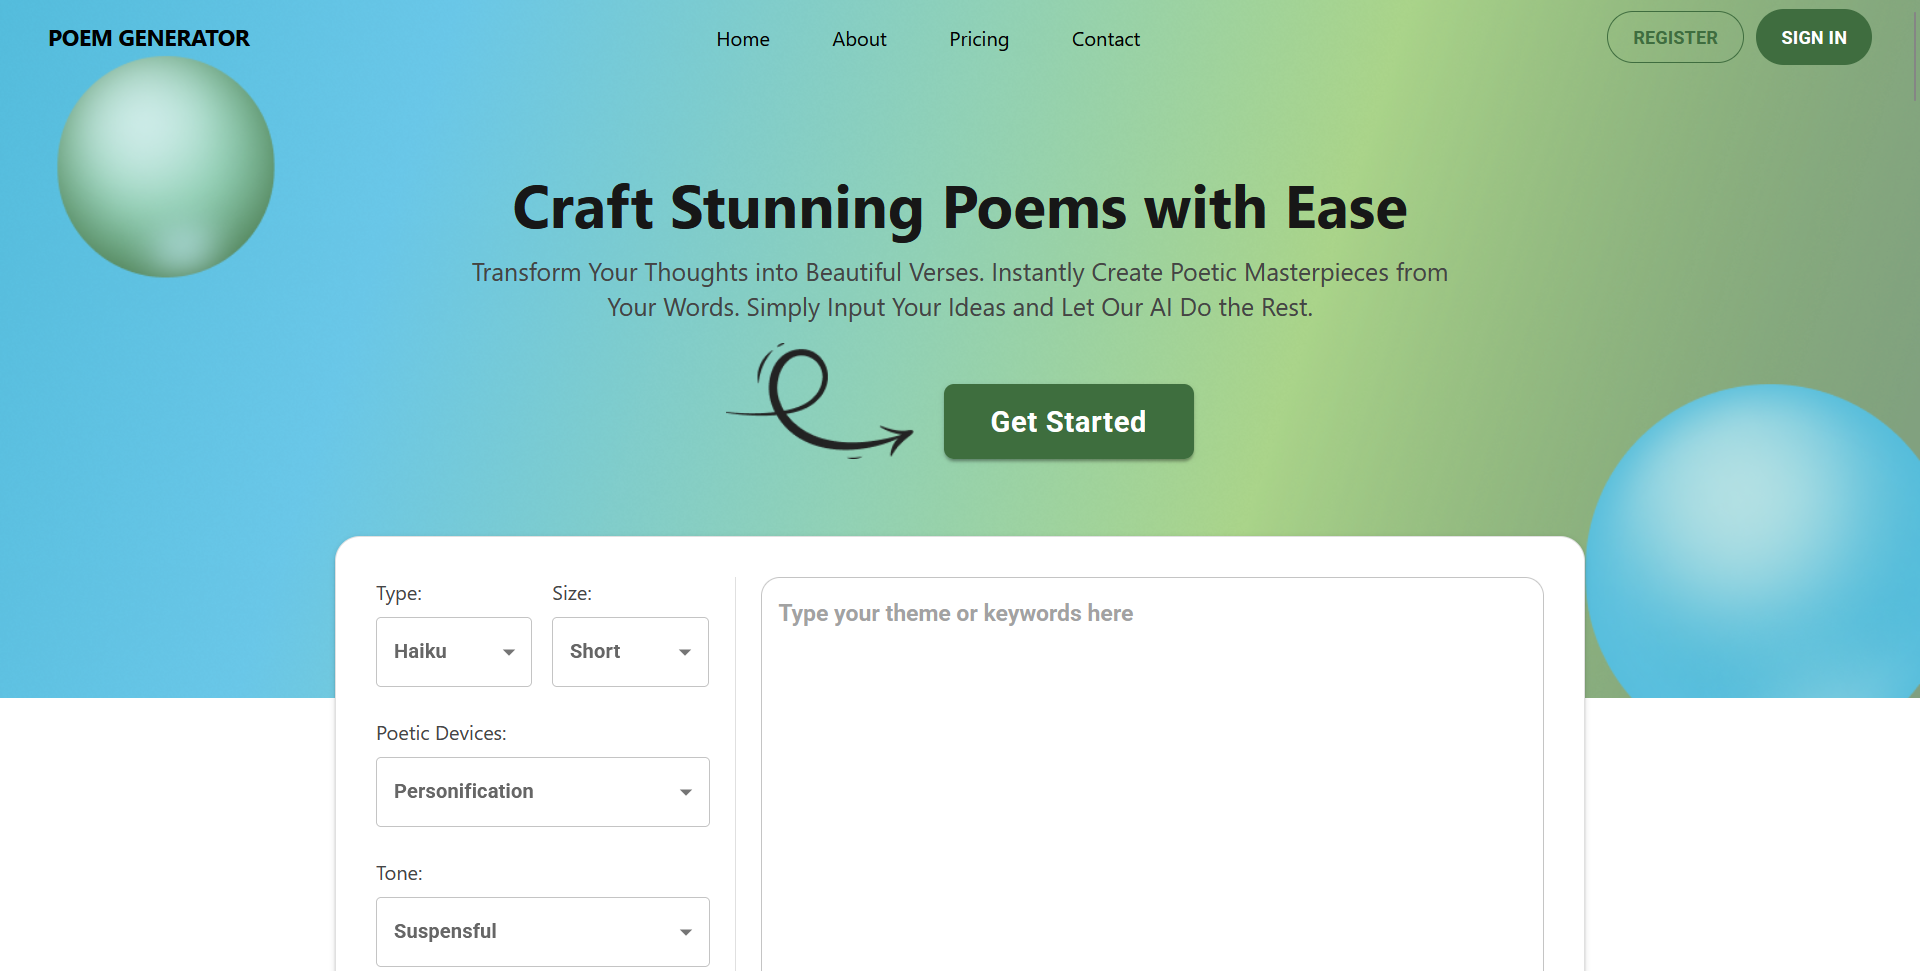 POEM GENERATOR
Home
About
Pricing
Contact
REGISTER
SIGN IN
Craft Stunning Poems with Ease
Transform Your Thoughts into Beautiful Verses. Instantly Create Poetic Masterpieces from
Your Words. Simply Input Your Ideas and Let Our AI Do the Rest.
Get Started
Type:
Size:
Haiku
Short
Poetic Devices:
Personification
Tone:
Suspensful
Type your theme or keywords here